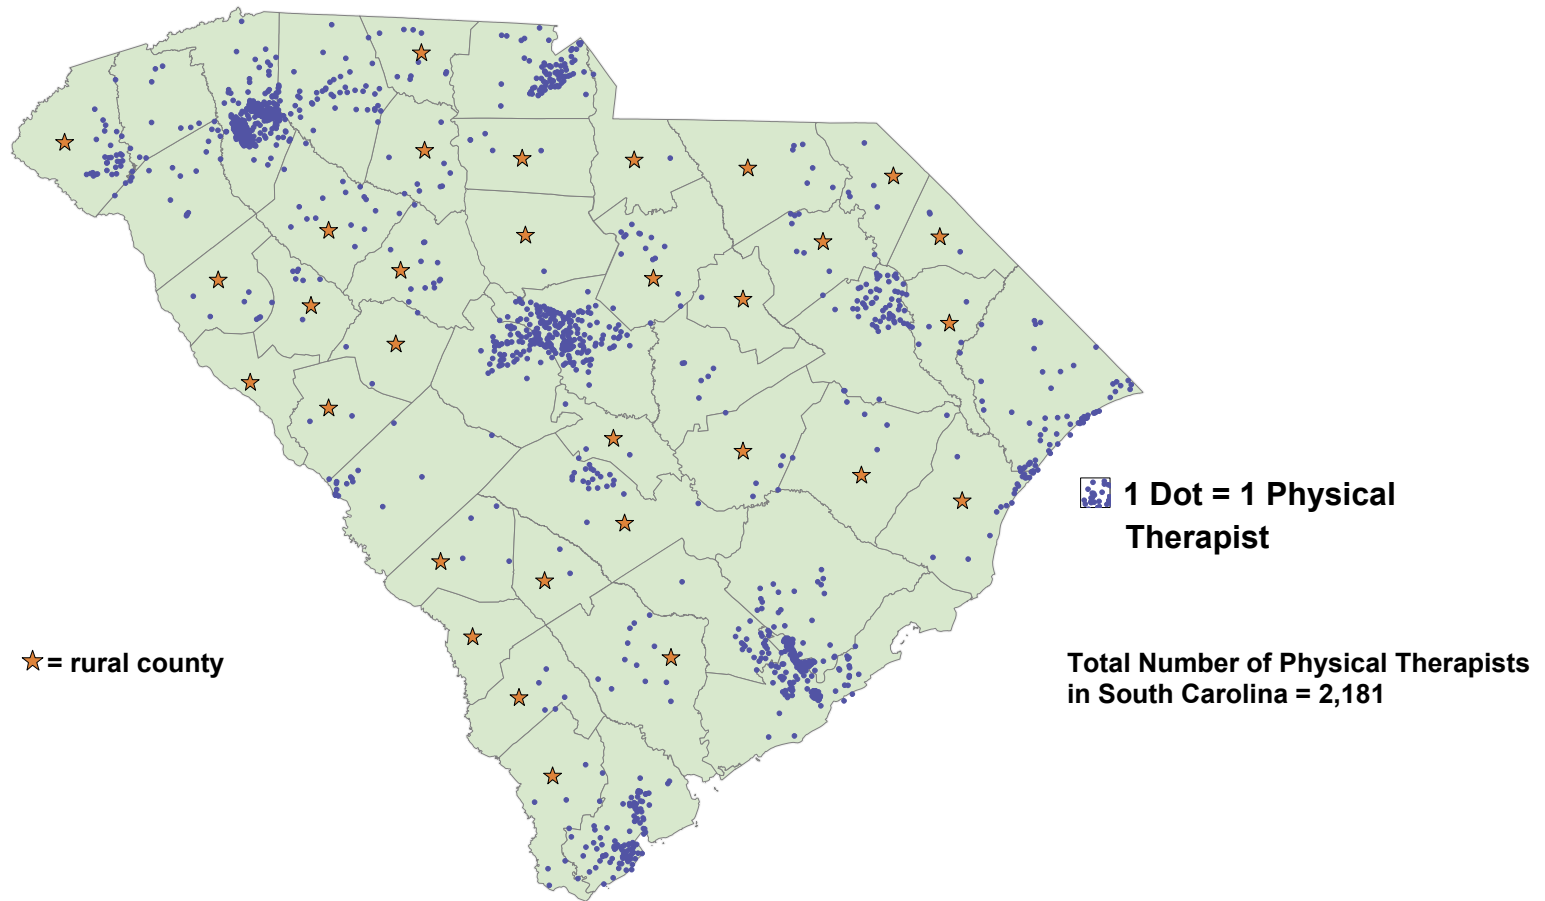 1 Dot = 1 Physical
Therapist
= rural county
Total Number of Physical Therapists
in South Carolina = 2,181